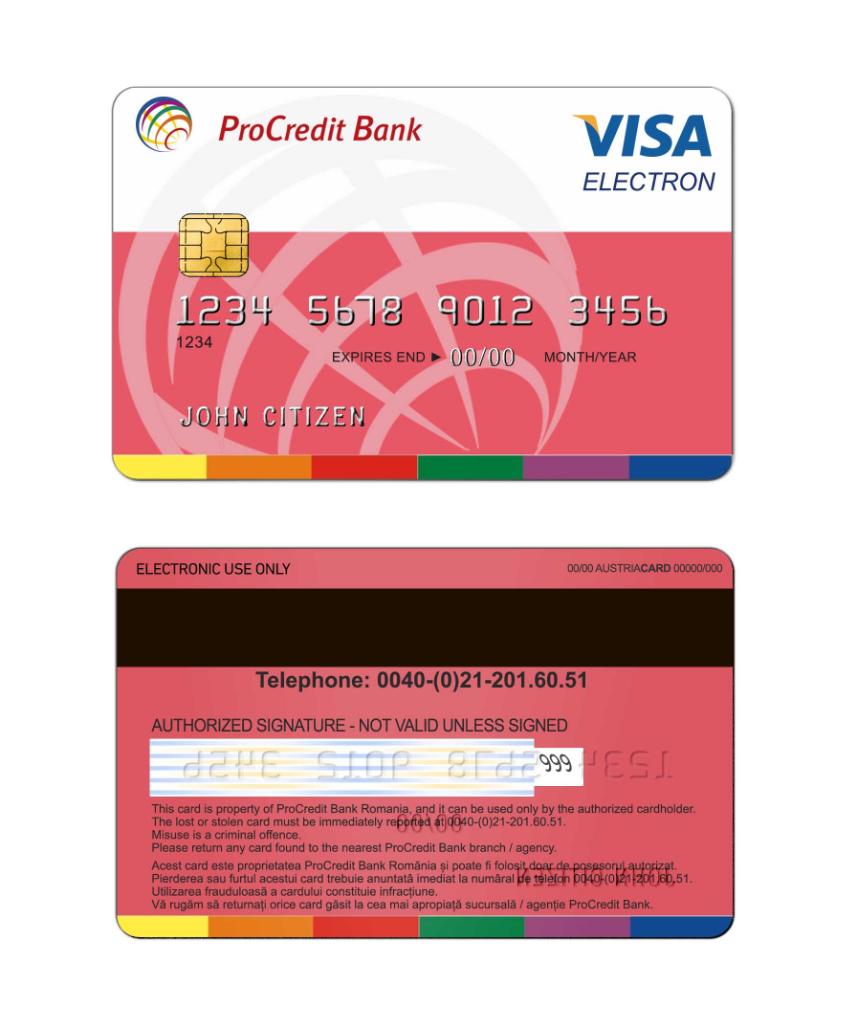 ProCredit Bank
VISA
ELECTRON
1234 5678 9012 3456
1234
EXPIRES END ► 00/00 MONTH/YEAR
JOHN CITIZEN
ELECTRONIC USE ONLY
00/00 AUSTRIACARD 00000/000
Telephone: 0040-(0)21-201.60.51
AUTHORIZED SIGNATURE - NOT VALID UNLESS SIGNED
999
This card is property of ProCredit Bank Romania, and it can be used only by the authorized cardholder.
The lost or stolen card must be immediately reported at 0040-(0)21-201.60.51.
Misuse is a criminal offence.
Please return any card found to the nearest ProCredit Bank branch / agency.
Acest card este proprietatea ProCredit Bank România și poate fi folosit doar de posesorul autorizat.
Pierderea sau furtul acestui card trebuie anuntată imediat la numărul de telefon 0040-(0)21-201.60.51.
Utilizarea frauduloasă a cardului constituie infracțiune.
Vă rugăm să returnați orice card găsit la cea mai apropiată sucursală / agenție ProCredit Bank.